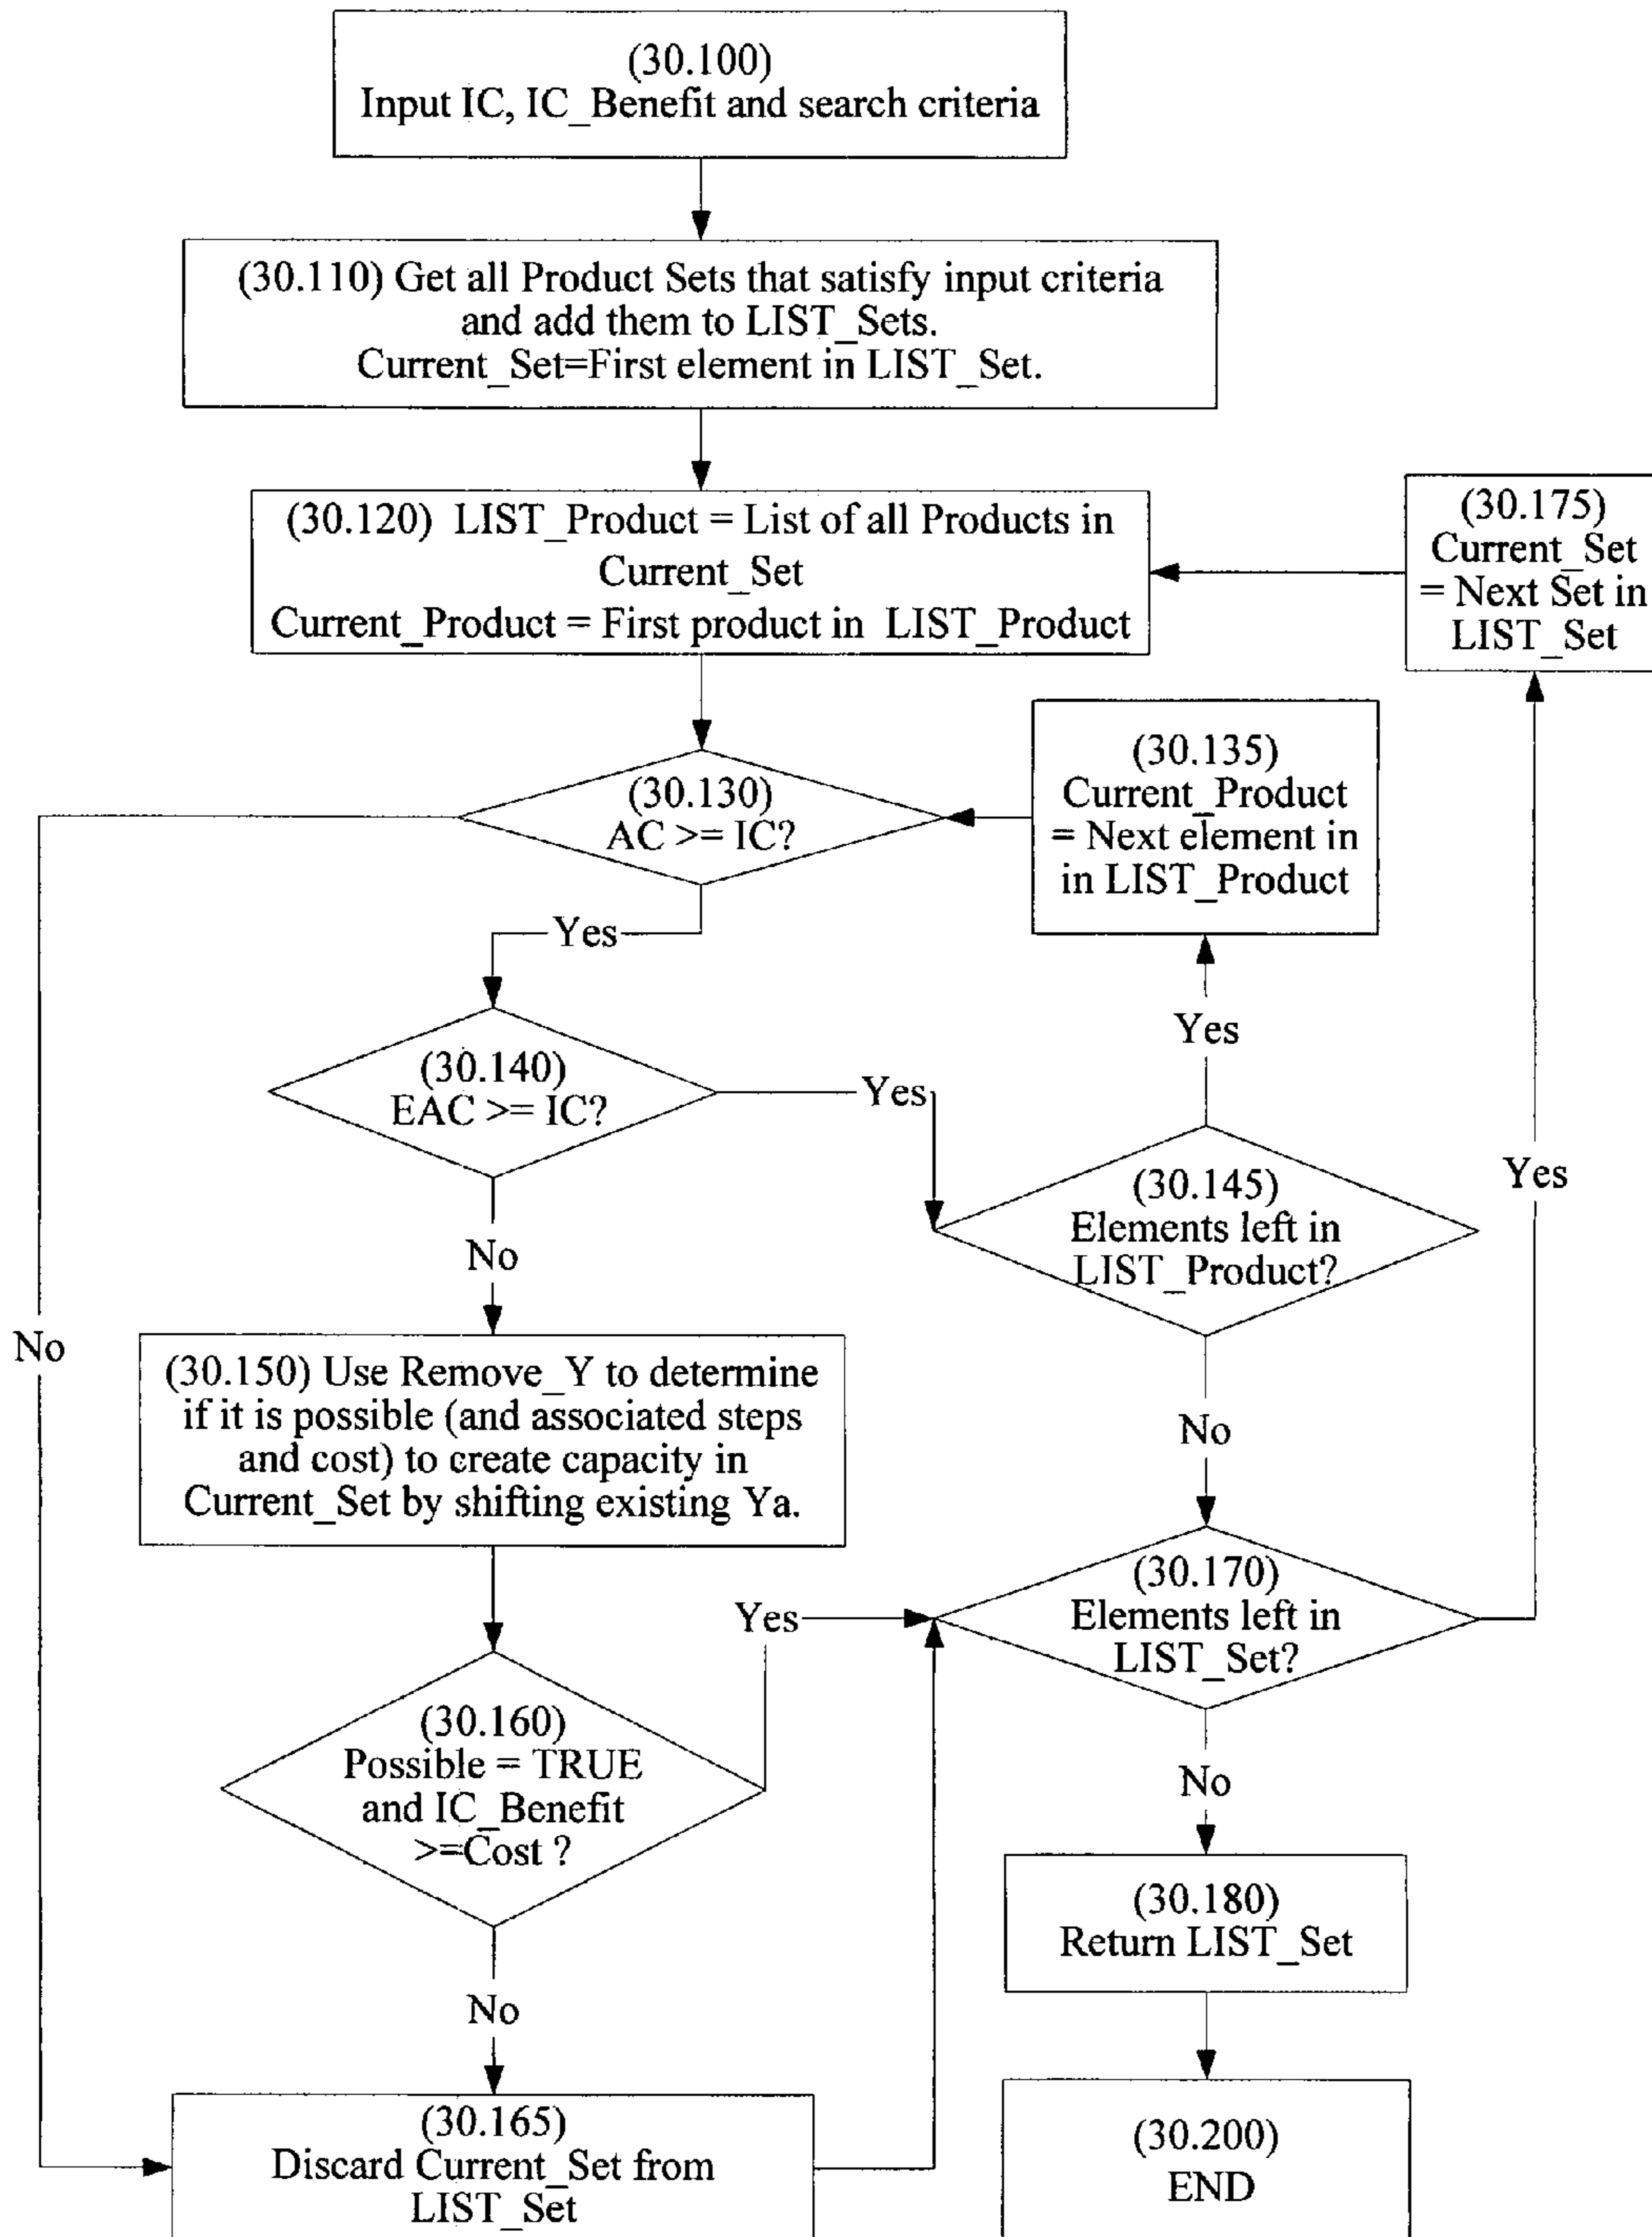 (30.100)
Input IC, IC_Benefit and search criteria
(30.110) Get all Product Sets that satisfy input criteria
and add them to LIST_Sets.
Current_Set=First element in LIST_Set.
(30.120) LIST_Product = List of all Products in
Current_Set
Current_Product = First product in LIST_Product
(30.175)
Current_Set
= Next Set in
LIST_Set
(30.130)
AC >= IC?
(30.135)
Current_Product
= Next element in
in LIST_Product
Yes
(30.140)
EAC >= IC?
Yes
Yes
(30.145)
Elements left in
LIST_Product?
Yes
No
No
(30.150) Use Remove_Y to determine
if it is possible (and associated steps
and cost) to create capacity in
Current_Set by shifting existing Ya.
No
Yes
(30.170)
Elements left in
LIST_Set?
(30.160)
Possible = TRUE
and IC_Benefit
>=Cost ?
No
(30.180)
Return LIST_Set
No
(30.165)
Discard Current_Set from
LIST_Set
(30.200)
END